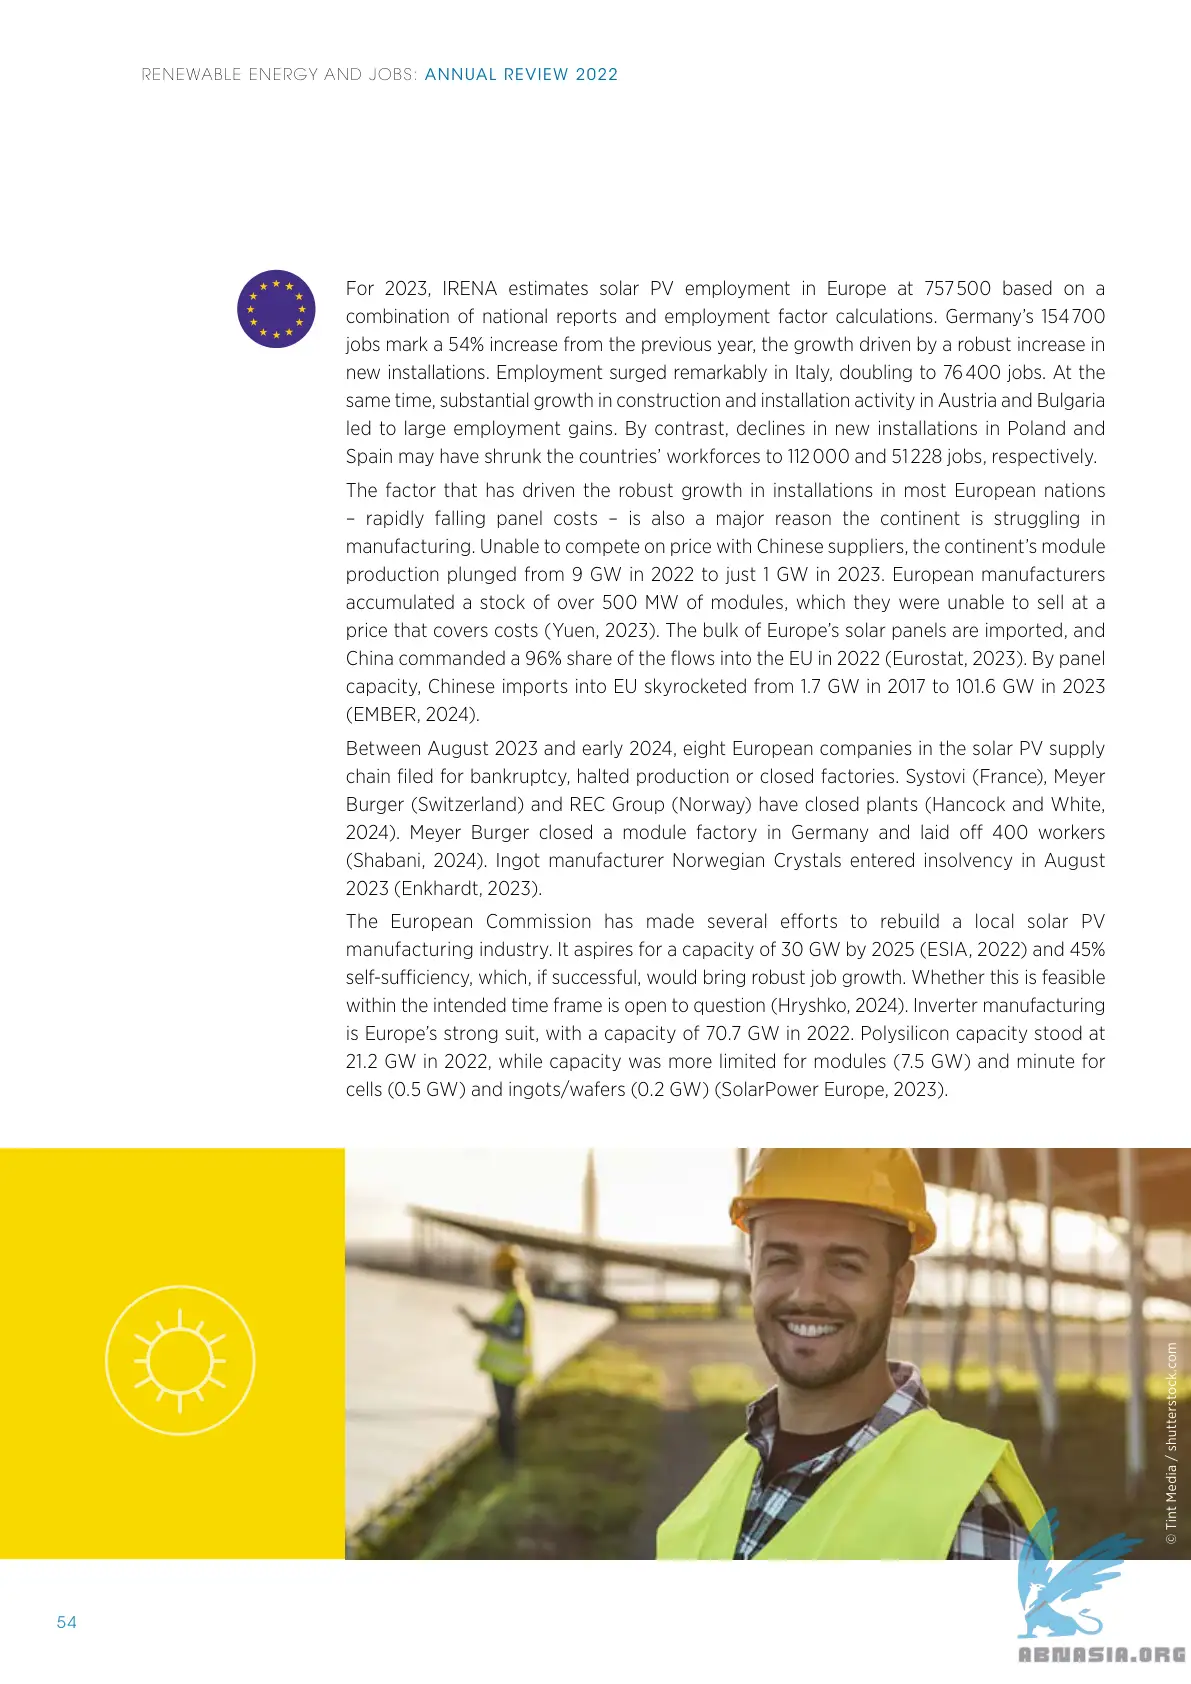 RENEWABLE ENERGY AND JOBS: ANNUAL REVIEW 2022
For 2023, IRENA estimates solar PV employment in Europe at 757 500 based on a
combination of national reports and employment factor calculations. Germany’s 154 700
jobs mark a 54% increase from the previous year, the growth driven by a robust increase in
new installations. Employment surged remarkably in Italy, doubling to 76 400 jobs. At the
same time, substantial growth in construction and installation activity in Austria and Bulgaria
led to large employment gains. By contrast, declines in new installations in Poland and
Spain may have shrunk the countries’ workforces to 112 000 and 51 228 jobs, respectively.
The factor that has driven the robust growth in installations in most European nations
– rapidly falling panel costs – is also a major reason the continent is struggling in
manufacturing. Unable to compete on price with Chinese suppliers, the continent’s module
production plunged from 9 GW in 2022 to just 1 GW in 2023. European manufacturers
accumulated a stock of over 500 MW of modules, which they were unable to sell at a
price that covers costs (Yuen, 2023). The bulk of Europe’s solar panels are imported, and
China commanded a 96% share of the flows into the EU in 2022 (Eurostat, 2023). By panel
capacity, Chinese imports into EU skyrocketed from 1.7 GW in 2017 to 101.6 GW in 2023
(EMBER, 2024).
Between August 2023 and early 2024, eight European companies in the solar PV supply
chain filed for bankruptcy, halted production or closed factories. Systovi (France), Meyer
Burger (Switzerland) and REC Group (Norway) have closed plants (Hancock and White,
2024). Meyer Burger closed a module factory in Germany and laid off 400 workers
(Shabani, 2024). Ingot manufacturer Norwegian Crystals entered insolvency in August
2023 (Enkhardt, 2023).
The European Commission has made several efforts to rebuild a local solar PV
manufacturing industry. It aspires for a capacity of 30 GW by 2025 (ESIA, 2022) and 45%
self-sufficiency, which, if successful, would bring robust job growth. Whether this is feasible
within the intended time frame is open to question (Hryshko, 2024). Inverter manufacturing
is Europe’s strong suit, with a capacity of 70.7 GW in 2022. Polysilicon capacity stood at
21.2 GW in 2022, while capacity was more limited for modules (7.5 GW) and minute for
cells (0.5 GW) and ingots/wafers (0.2 GW) (SolarPower Europe, 2023).
© Tint Media / shutterstock.com
54
ABNASIA.ORG